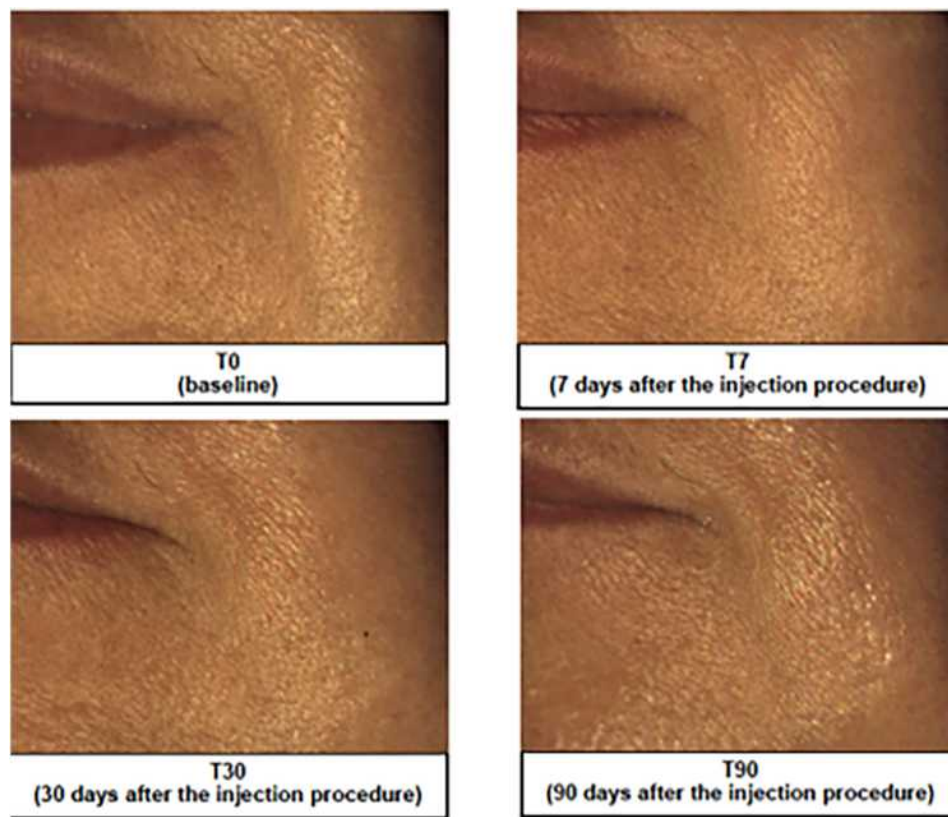 T0
(baseline)
T7
(7 days after the injection procedure)
T30
(30 days after the injection procedure)
T90
(90 days after the injection procedure)